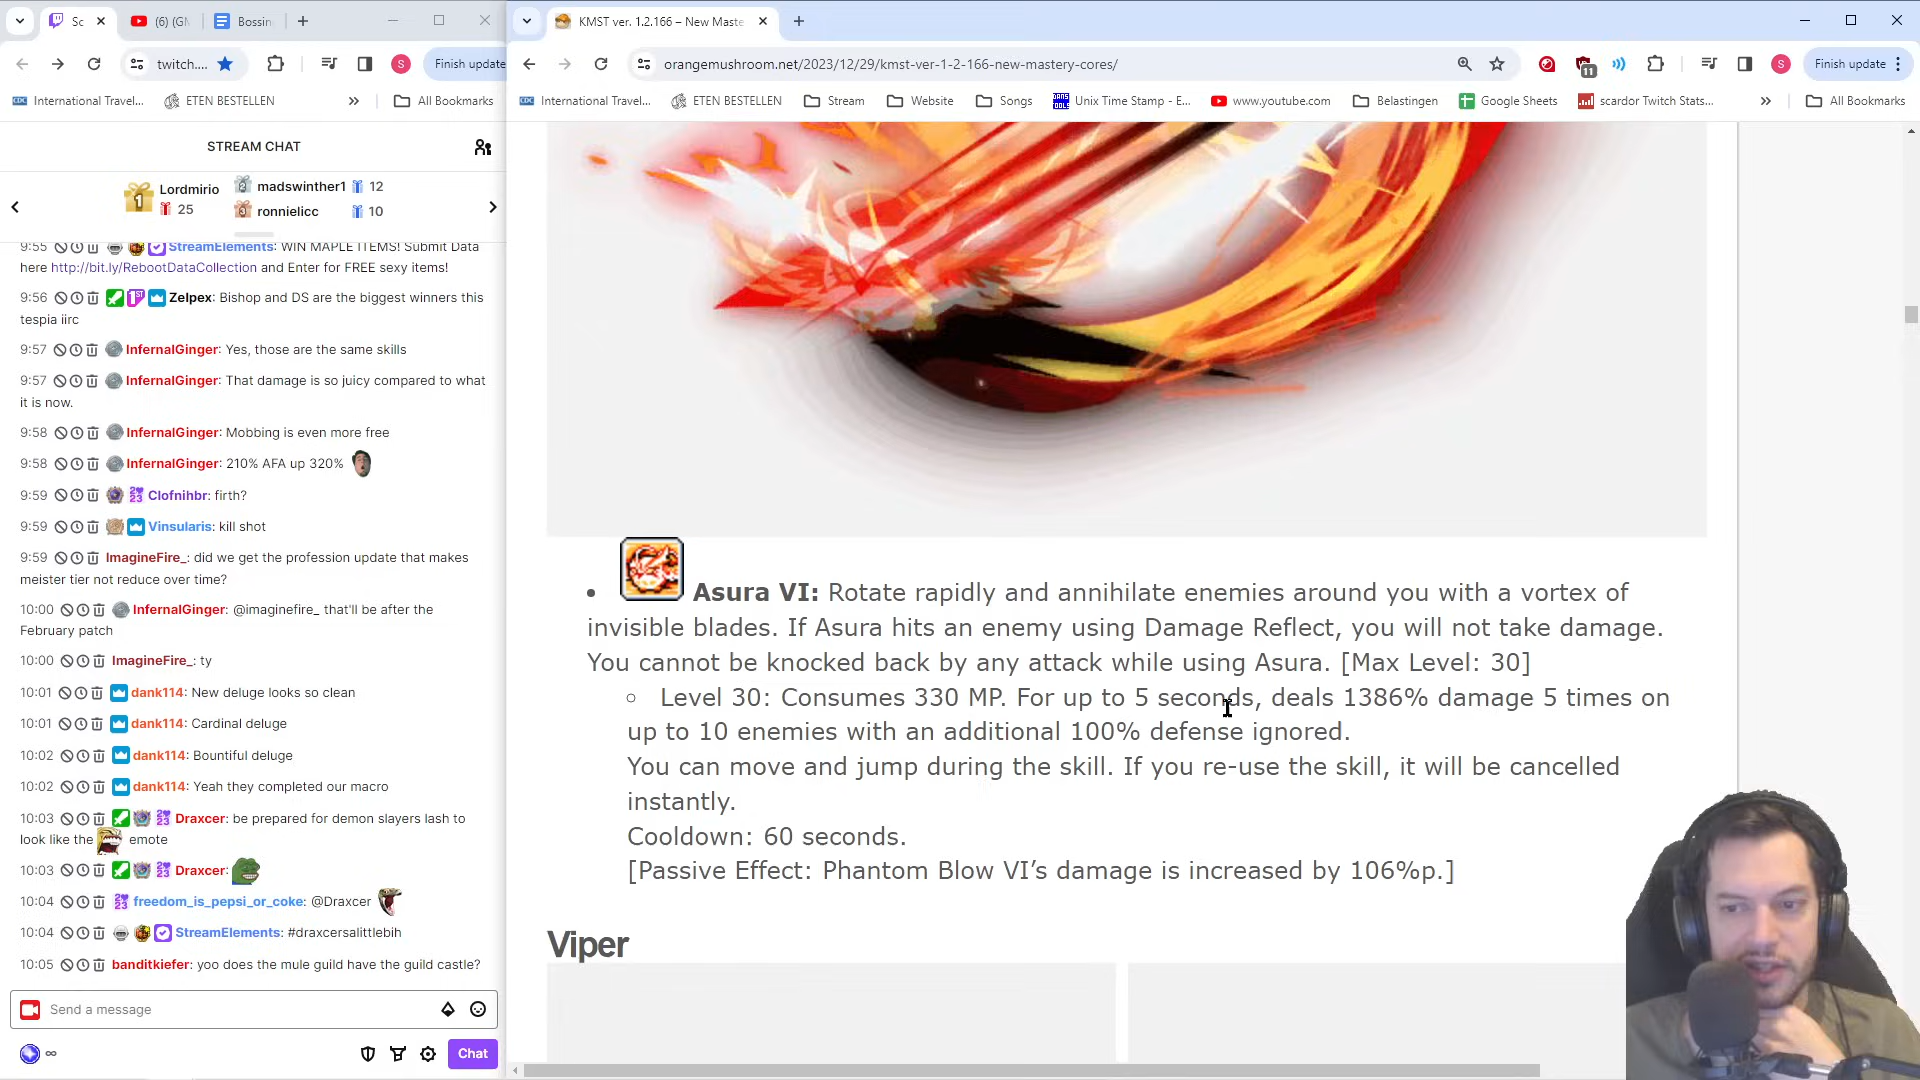 Sc
(6) (GM
Bossin
KMST ver. 1.2.166 – New Maste
twitch....
Finish update
orangemushroom.net/2023/12/29/kmst-ver-1-2-166-new-mastery-cores/
11
Finish update
International Travel...
ETEN BESTELLEN
All Bookmarks
International Travel...
ETEN BESTELLEN
Stream
Website
Songs
Unix Time Stamp - E...
www.youtube.com
Belastingen
Google Sheets
scardor Twitch Stats...
All Bookmarks
STREAM CHAT
1
Lordmirio
25
2 madswinther1 12
3 ronnielicc 10
9:55 StreamElements: WIN MAPLE ITEMS! Submit Data
here http://bit.ly/RebootDataCollection and Enter for FREE sexy items!
9:56 Zelpex: Bishop and DS are the biggest winners this
tespia iirc
9:57 InfernalGinger: Yes, those are the same skills
9:57 InfernalGinger: That damage is so juicy compared to what
it is now.
9:58 InfernalGinger: Mobbing is even more free
9:58 InfernalGinger: 210% AFA up 320%
9:59 Clofnihbr: firth?
9:59 Vinsularis: kill shot
9:59 ImagineFire_: did we get the profession update that makes
meister tier not reduce over time?
10:00 InfernalGinger: @imaginefire_ that'll be after the
February patch
10:00 ImagineFire_: ty
10:01 dank114: New deluge looks so clean
10:01 dank114: Cardinal deluge
10:02 dank114: Bountiful deluge
10:02 dank114: Yeah they completed our macro
10:03 Draxcer: be prepared for demon slayers lash to
look like the emote
10:03 Draxcer:
10:04 freedom_is_pepsi_or_coke: @Draxcer
10:04 StreamElements: #draxcersalittlebih
10:05 banditkiefer: yoo does the mule guild have the guild castle?
Send a message
∞
Chat
• Asura VI: Rotate rapidly and annihilate enemies around you with a vortex of
invisible blades. If Asura hits an enemy using Damage Reflect, you will not take damage.
You cannot be knocked back by any attack while using Asura. [Max Level: 30]
○ Level 30: Consumes 330 MP. For up to 5 seconds, deals 1386% damage 5 times on
up to 10 enemies with an additional 100% defense ignored.
You can move and jump during the skill. If you re-use the skill, it will be cancelled
instantly.
Cooldown: 60 seconds.
[Passive Effect: Phantom Blow VI’s damage is increased by 106%p.]
Viper